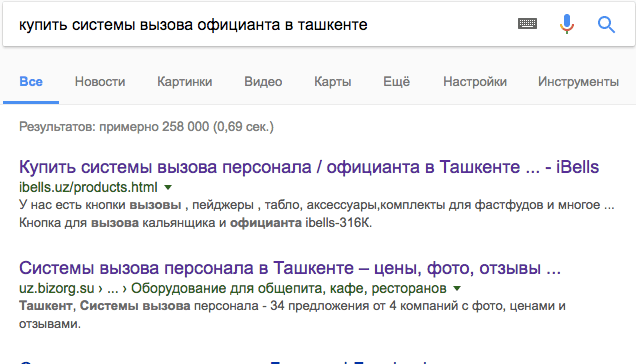 купить системы вызова официанта в ташкенте
Все Новости Картинки Видео Карты Ещё Настройки Инструменты
Результатов: примерно 258 000 (0,69 сек.)
Купить системы вызова персонала / официанта в Ташкенте ... - iBells
ibells.uz/products.html
У нас есть кнопки вызовы , пейджеры , табло, аксессуары,комплекты для фастфудов и многое ...
Кнопка для вызова кальянщика и официанта ibells-316K.
Системы вызова персонала в Ташкенте – цены, фото, отзывы ...
uz.bizorg.su › ... › Оборудование для общепита, кафе, ресторанов
Ташкент, Системы вызова персонала - 34 предложения от 4 компаний с фото, ценами и
отзывами.